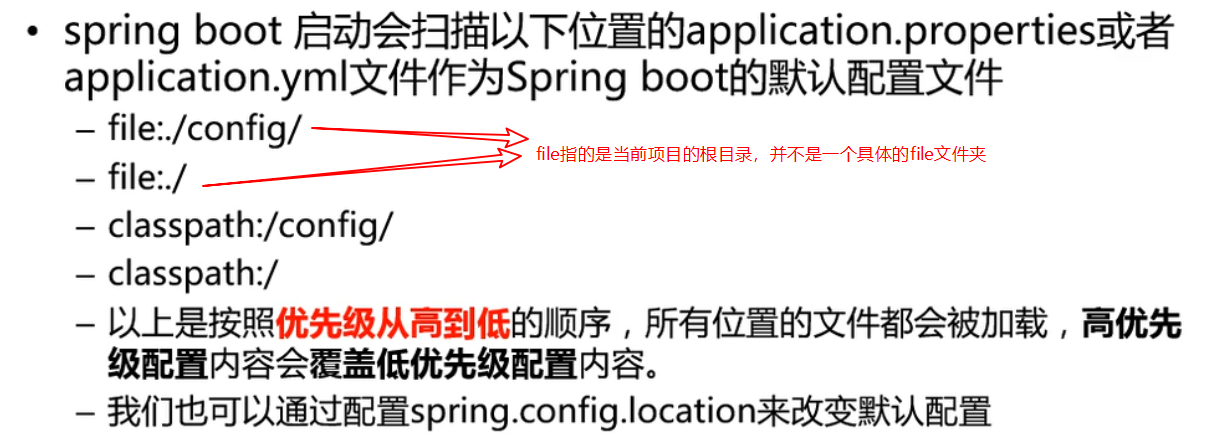 • spring boot 启动会扫描以下位置的application.properties或者
application.yml文件作为Spring boot的默认配置文件
– file:./config/
file指的是当前项目的根目录，并不是一个具体的file文件夹
– file:./
– classpath:/config/
– classpath:/
– 以上是按照优先级从高到低的顺序，所有位置的文件都会被加载，高优先
级配置内容会覆盖低优先级配置内容。
– 我们也可以通过配置spring.config.location来改变默认配置